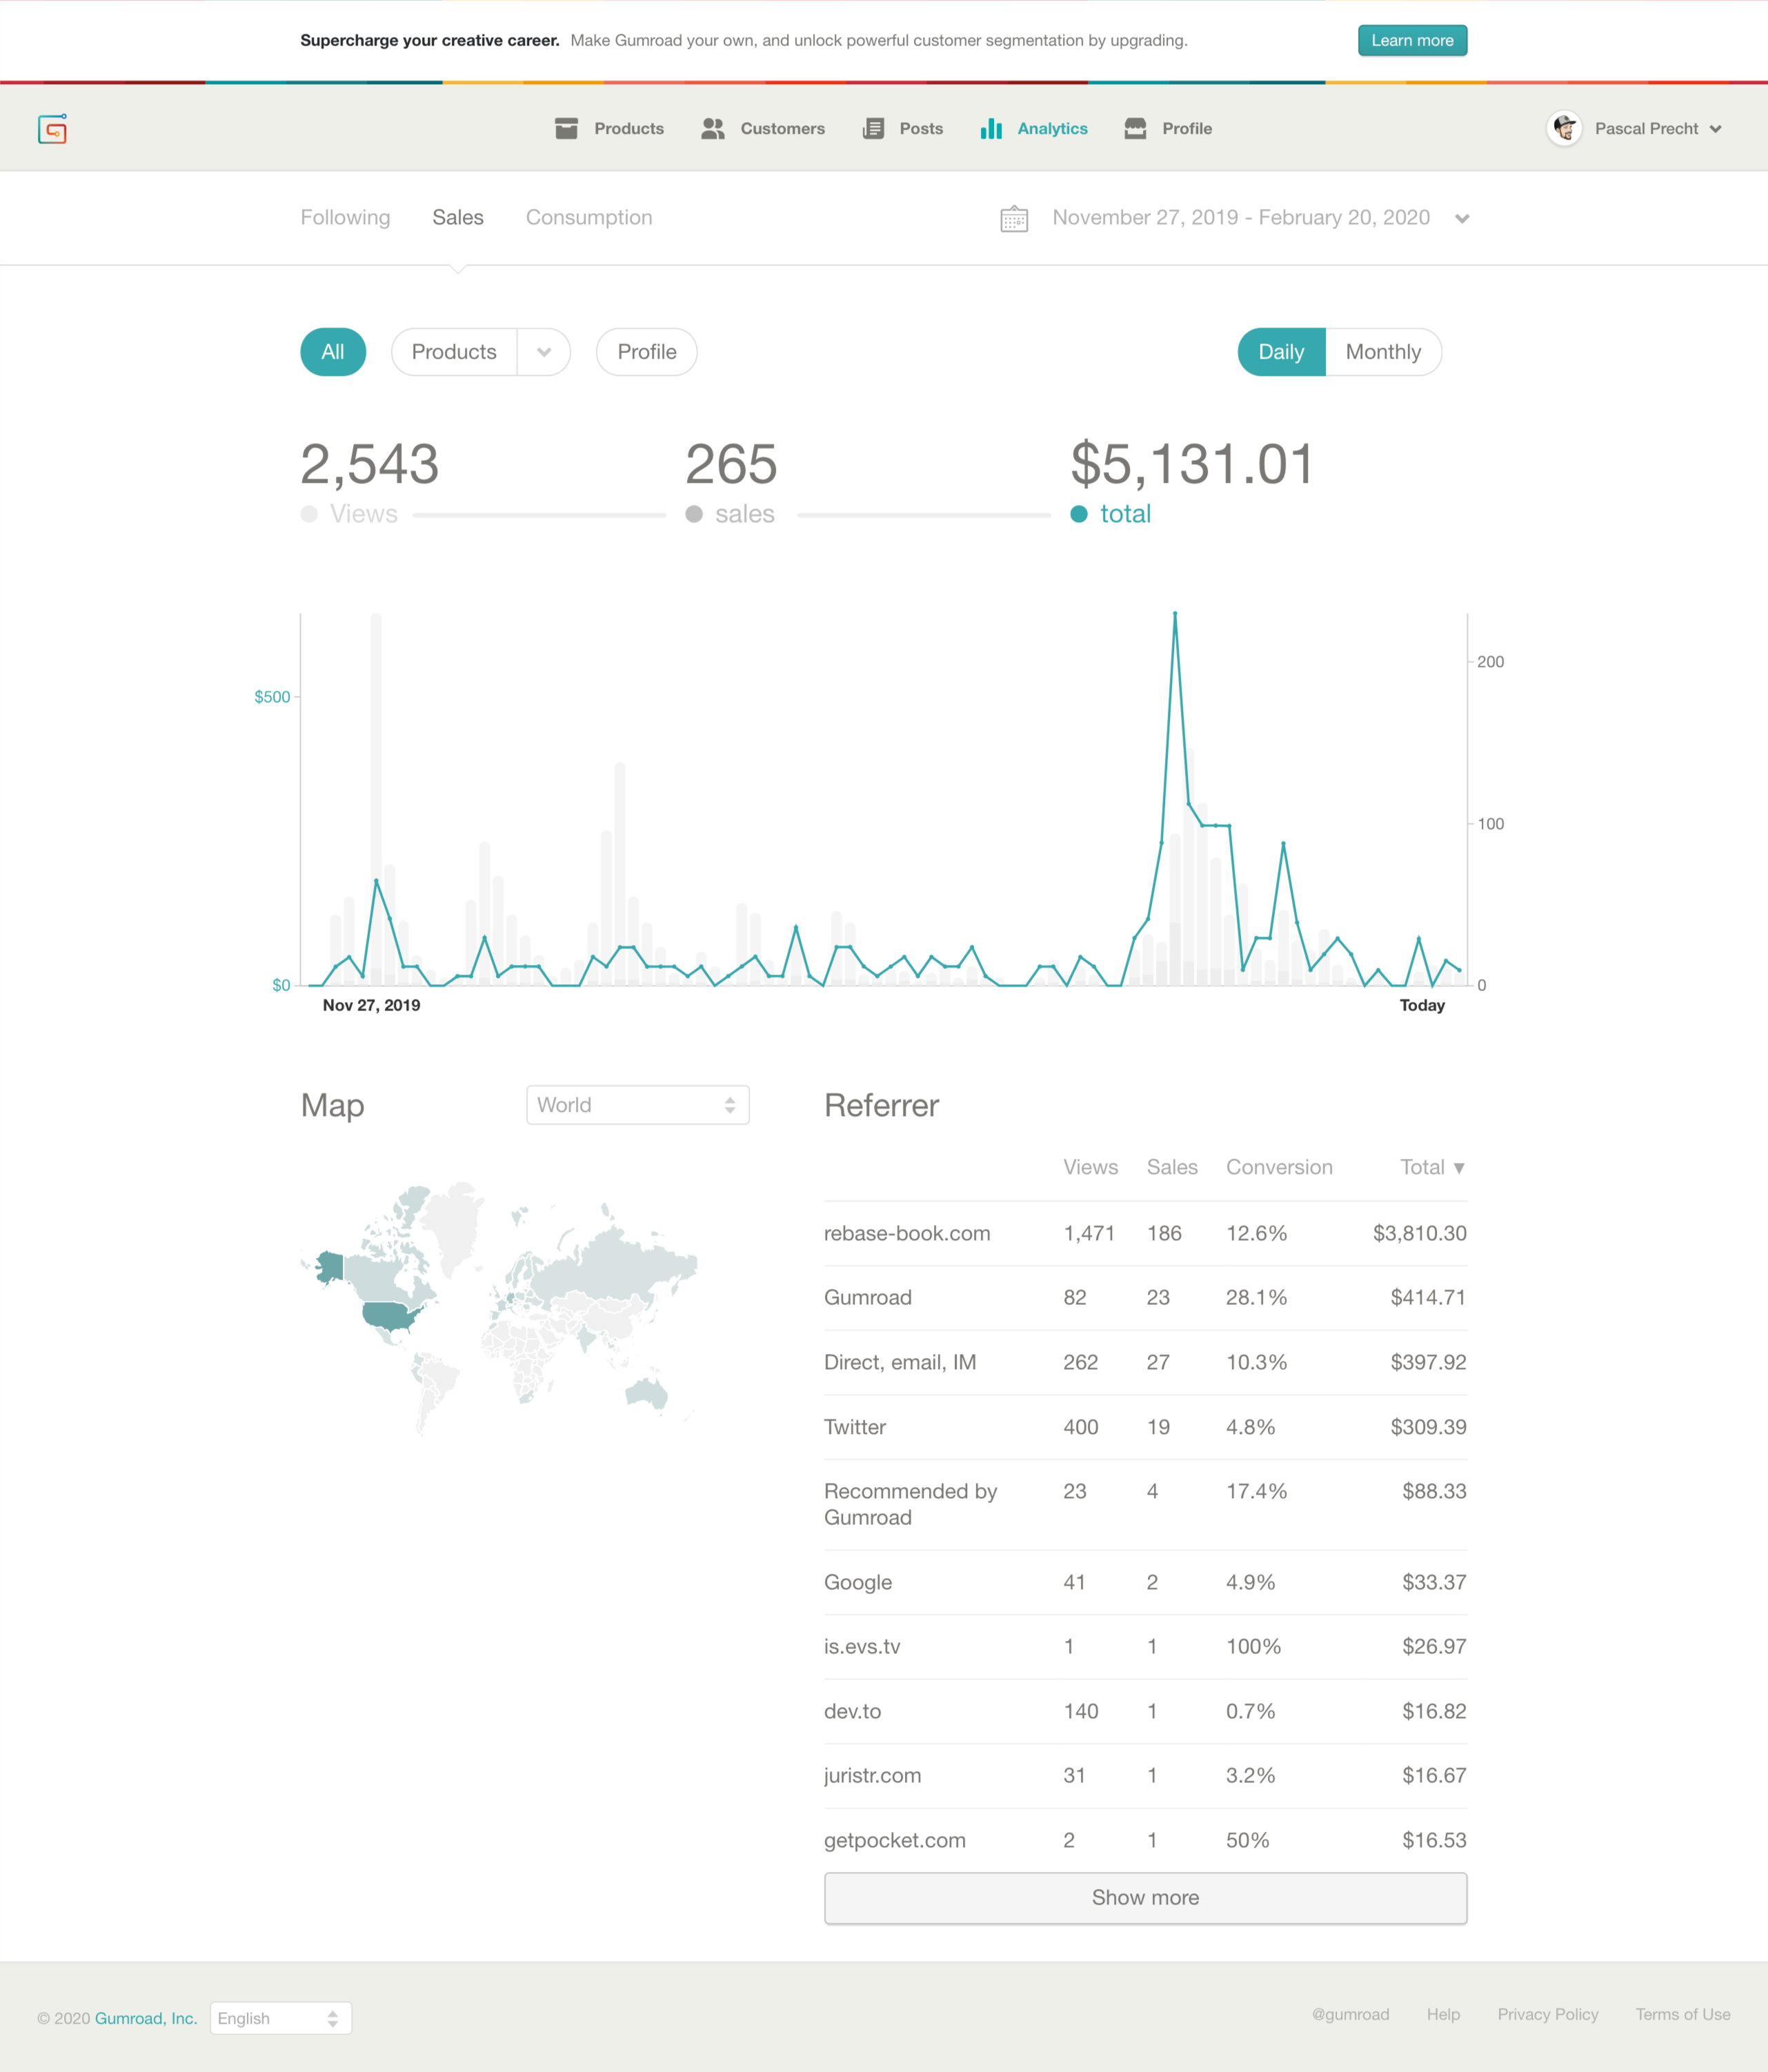 Supercharge your creative career. Make Gumroad your own, and unlock powerful customer segmentation by upgrading. Learn more
Products Customers Posts Analytics Profile Pascal Precht
Following Sales Consumption November 27, 2019 - February 20, 2020
All Products Profile Daily Monthly
2,543 265 $5,131.01
Views sales total
200
$500
100
$0 0
Nov 27, 2019 Today
Map World Referrer
Views Sales Conversion Total ▼
rebase-book.com 1,471 186 12.6% $3,810.30
Gumroad 82 23 28.1% $414.71
Direct, email, IM 262 27 10.3% $397.92
Twitter 400 19 4.8% $309.39
Recommended by 23 4 17.4% $88.33
Gumroad
Google 41 2 4.9% $33.37
is.evs.tv 1 1 100% $26.97
dev.to 140 1 0.7% $16.82
juristr.com 31 1 3.2% $16.67
getpocket.com 2 1 50% $16.53
Show more
© 2020 Gumroad, Inc. English @gumroad Help Privacy Policy Terms of Use